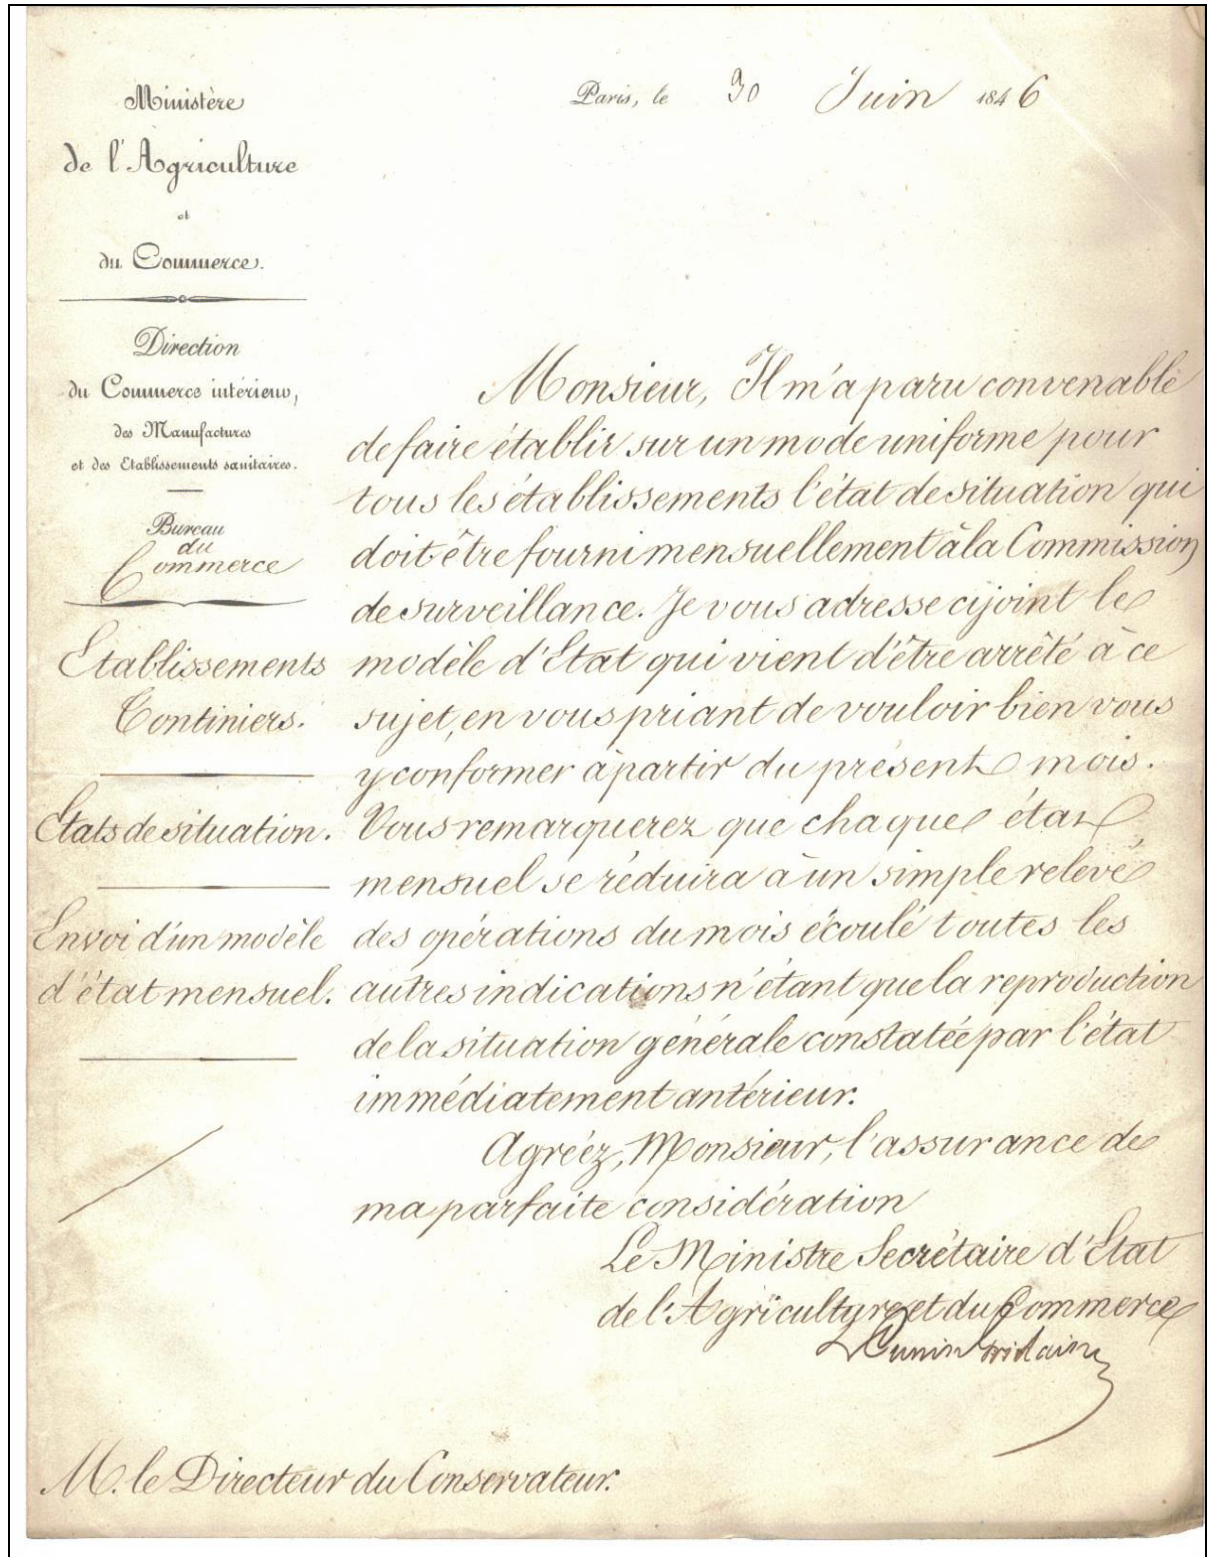 Ministère
de l'Agriculture
et
du Commerce.
Direction
du Commerce intérieur,
des Manufactures
et des Etablissements sanitaires.
Bureau
du
Commerce
Etablissements
Tontiniers.
Etats de situation.
Envoi d'un modèle
d'état mensuel.
Paris, le 30 Juin 1846
Monsieur, Il m'a paru convenable
de faire établir sur un mode uniforme pour
tous les établissements l'état de situation qui
doit être fourni mensuellement à la Commission
de surveillance. Je vous adresse cijoint le
modèle d'Etat qui vient d'être arrêté à ce
sujet, en vous priant de vouloir bien vous
y conformer à partir du présent mois.
Vous remarquerez que chaque état
mensuel se réduira à un simple relevé
des opérations du mois écoulé toutes les
autres indications n'étant que la reproduction
de la situation générale constatée par l'état
immédiatement antérieur.
Agréez, Monsieur, l'assurance de
ma parfaite considération
Le Ministre Secrétaire d'Etat
de l'Agriculture et du Commerce
L Cunin Gridaine
M. le Directeur du Conservateur.